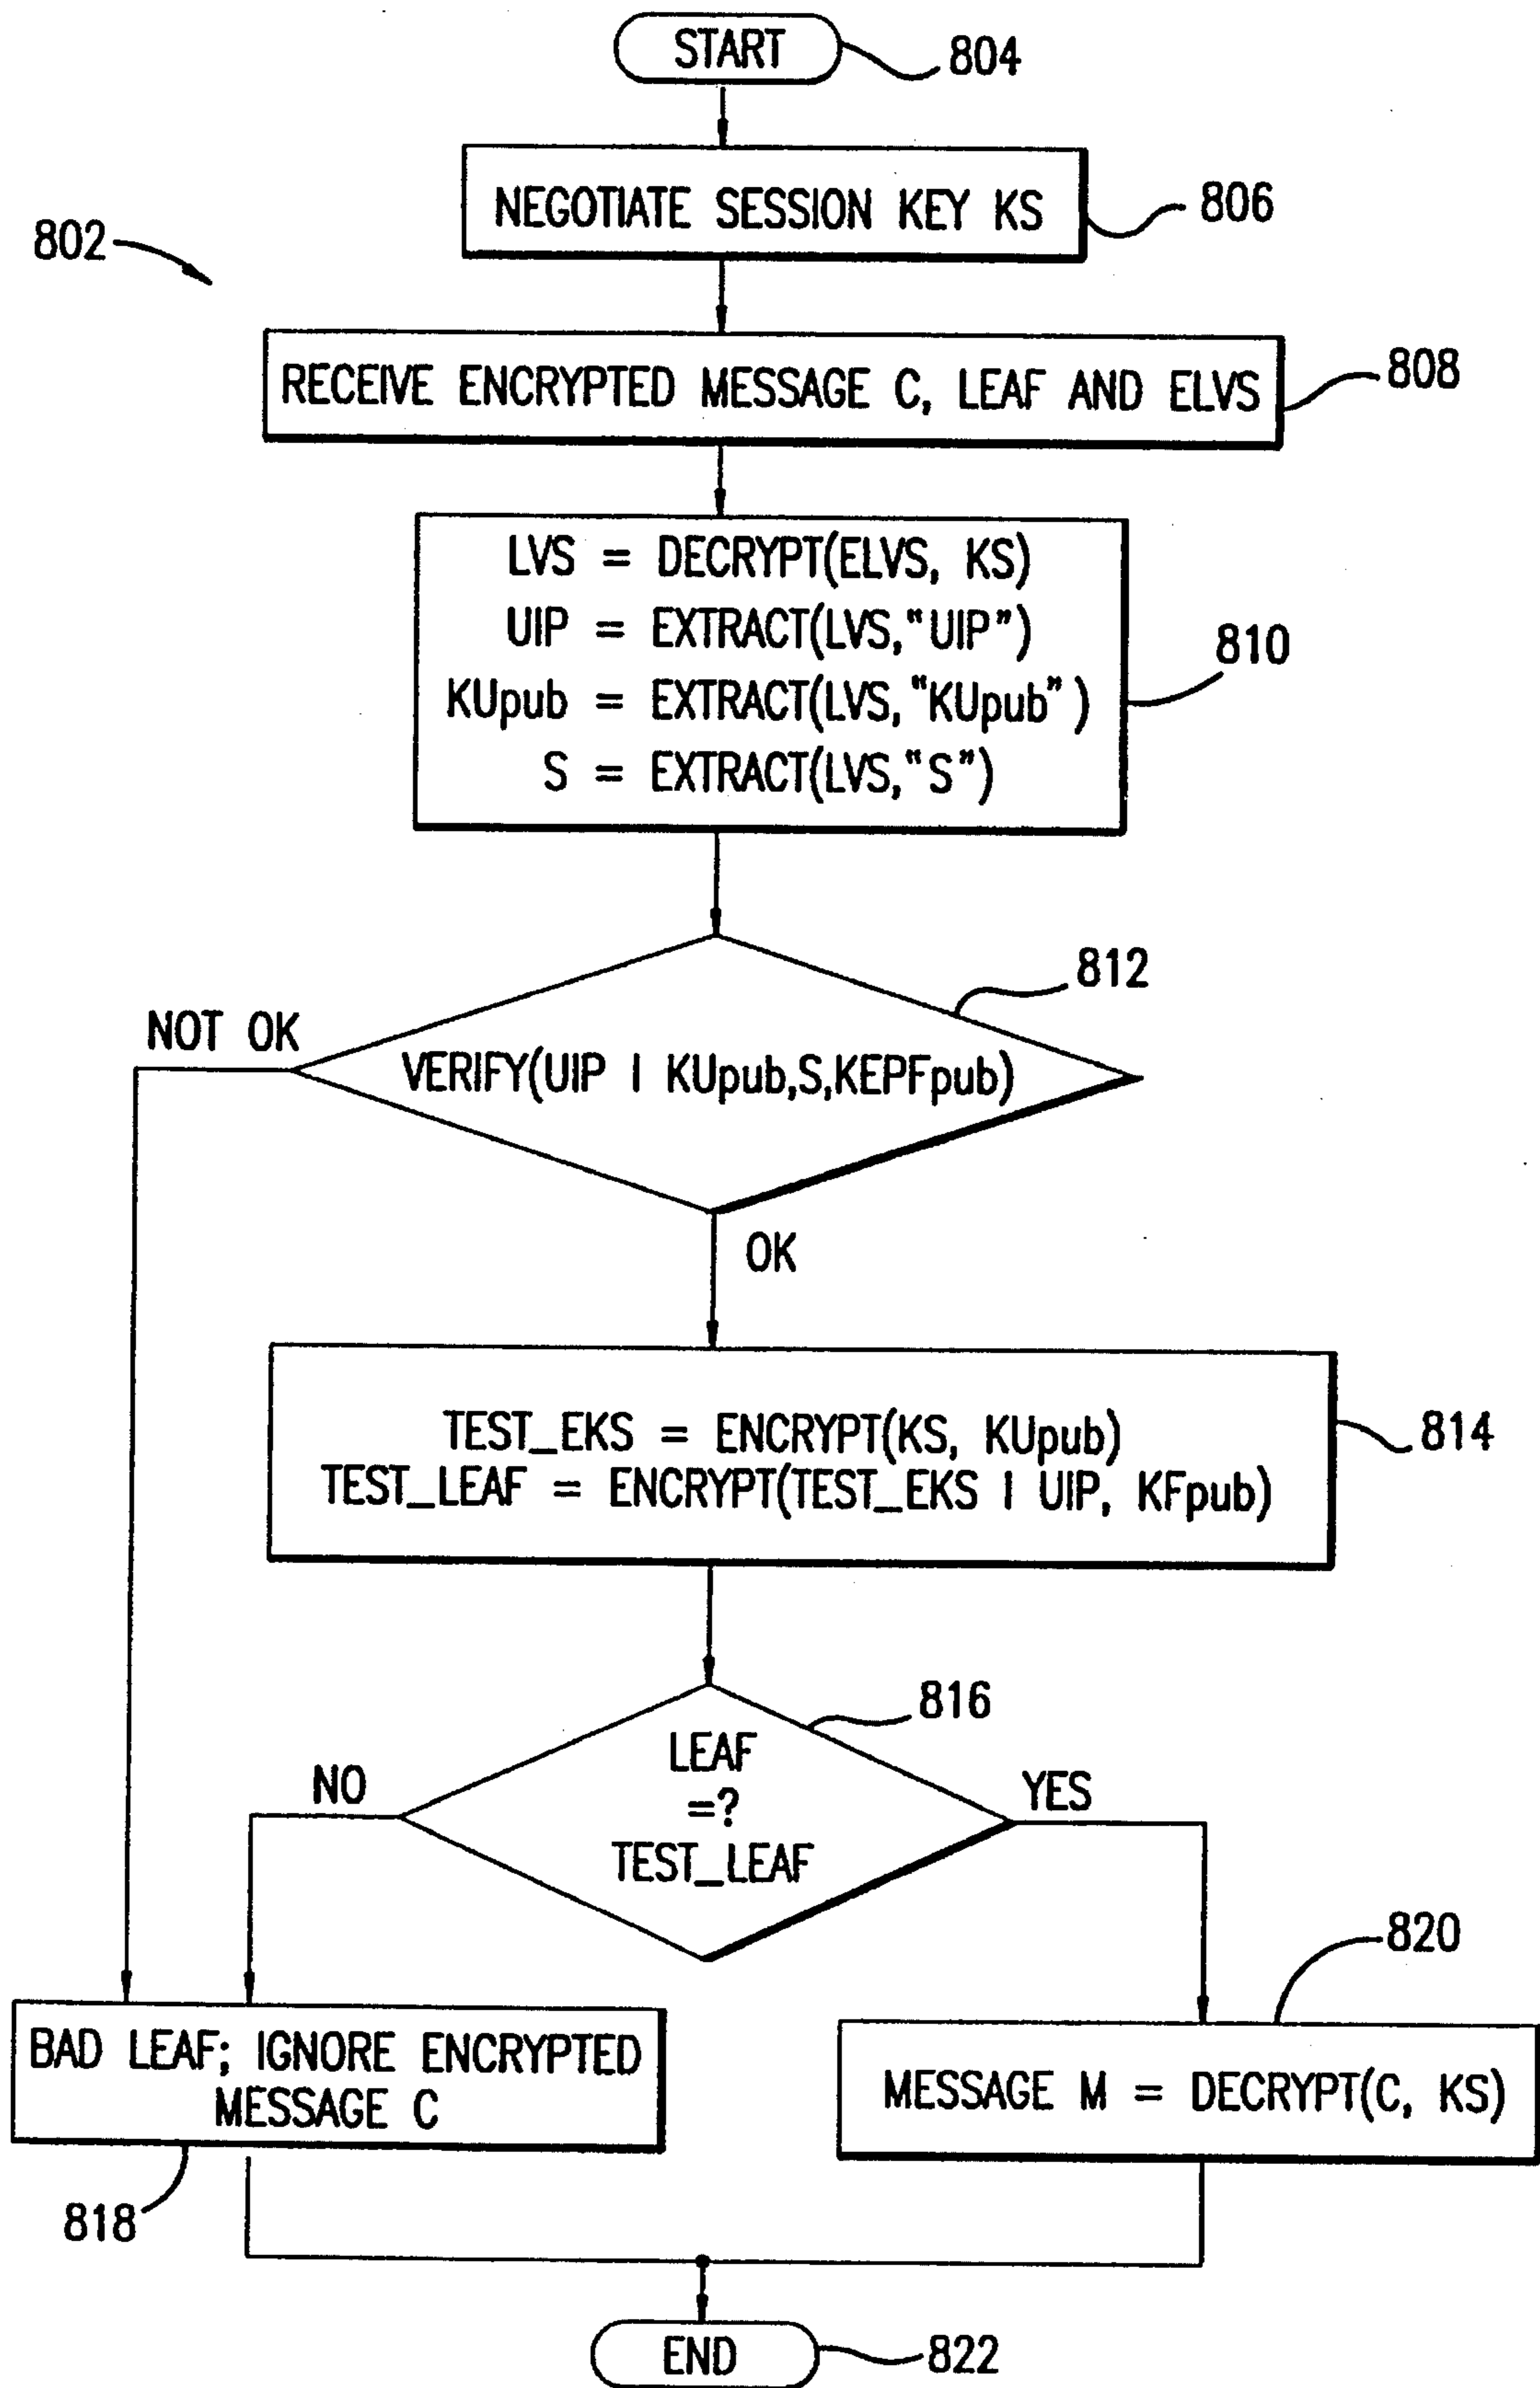 START
804
NEGOTIATE SESSION KEY KS
806
802
RECEIVE ENCRYPTED MESSAGE C, LEAF AND ELVS
808
LVS = DECRYPT(ELVS, KS)
UIP = EXTRACT(LVS,"UIP")
KUpub = EXTRACT(LVS,"KUpub")
S = EXTRACT(LVS,"S")
810
812
NOT OK
VERIFY(UIP | KUpub,S,KEPFpub)
OK
TEST_EKS = ENCRYPT(KS, KUpub)
TEST_LEAF = ENCRYPT(TEST_EKS | UIP, KFpub)
814
816
LEAF
=?
TEST_LEAF
NO
YES
820
BAD LEAF; IGNORE ENCRYPTED
MESSAGE C
MESSAGE M = DECRYPT(C, KS)
818
END
822